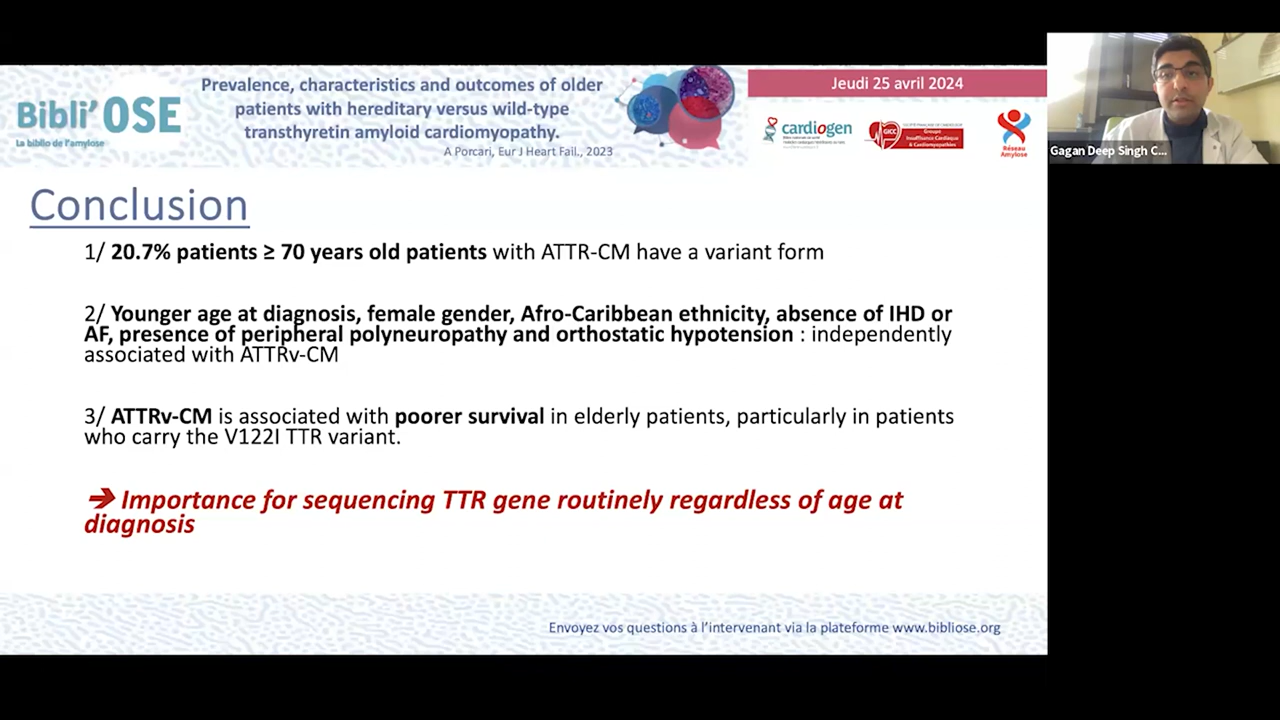 Bibli'OSE
La biblio de l'amylose
Prevalence, characteristics and outcomes of older
patients with hereditary versus wild-type
transthyretin amyloid cardiomyopathy.
A Porcari, Eur J Heart Fail., 2023
Jeudi 25 avril 2024
cardiogen
GICC
Groupe
Insuffisance Cardiaque
& Cardiomyopathies
Réseau
Amylose
Gagan Deep Singh C...
Conclusion
1/ 20.7% patients ≥ 70 years old patients with ATTR-CM have a variant form
2/ Younger age at diagnosis, female gender, Afro-Caribbean ethnicity, absence of IHD or
AF, presence of peripheral polyneuropathy and orthostatic hypotension : independently
associated with ATTRv-CM
3/ ATTRv-CM is associated with poorer survival in elderly patients, particularly in patients
who carry the V122I TTR variant.
➔ Importance for sequencing TTR gene routinely regardless of age at
diagnosis
Envoyez vos questions à l'intervenant via la plateforme www.bibliose.org